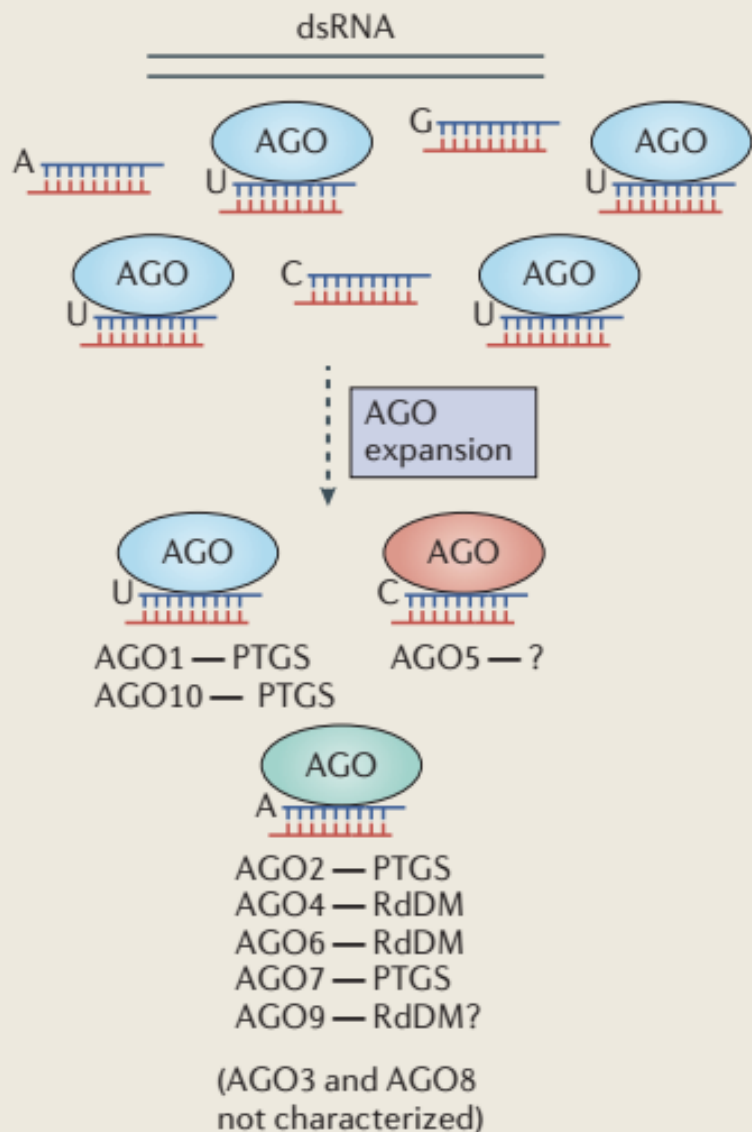 dsRNA
A
AGO
U
G
AGO
U
AGO
U
C
AGO
U
AGO
expansion
AGO
U
AGO
C
AGO1 — PTGS
AGO10 — PTGS
AGO5 — ?
AGO
A
AGO2 — PTGS
AGO4 — RdDM
AGO6 — RdDM
AGO7 — PTGS
AGO9 — RdDM?
(AGO3 and AGO8
not characterized)